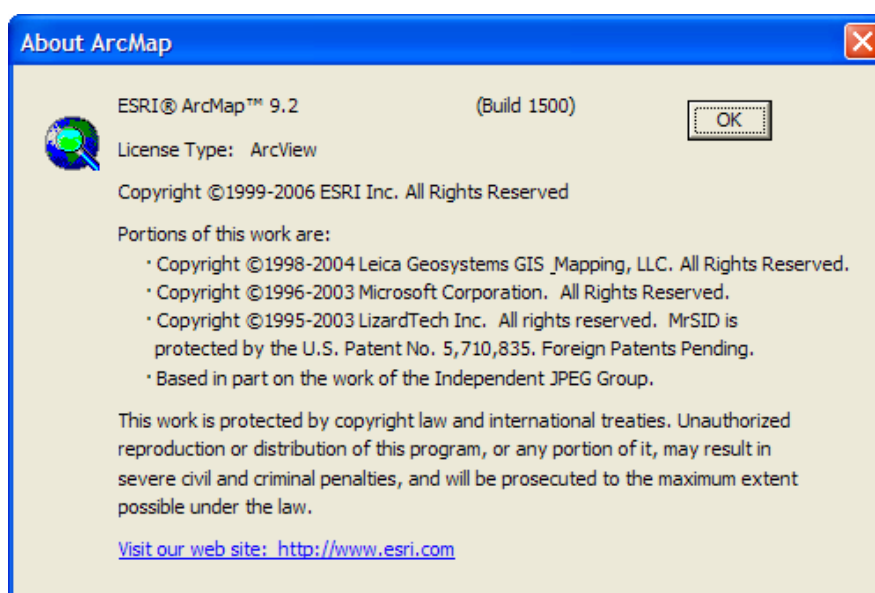 About ArcMap
ESRI® ArcMap™ 9.2 (Build 1500) OK
License Type: ArcView
Copyright ©1999-2006 ESRI Inc. All Rights Reserved
Portions of this work are:
· Copyright ©1998-2004 Leica Geosystems GIS _Mapping, LLC. All Rights Reserved.
· Copyright ©1996-2003 Microsoft Corporation. All Rights Reserved.
· Copyright ©1995-2003 LizardTech Inc. All rights reserved. MrSID is
protected by the U.S. Patent No. 5,710,835. Foreign Patents Pending.
· Based in part on the work of the Independent JPEG Group.
This work is protected by copyright law and international treaties. Unauthorized
reproduction or distribution of this program, or any portion of it, may result in
severe civil and criminal penalties, and will be prosecuted to the maximum extent
possible under the law.
Visit our web site: http://www.esri.com